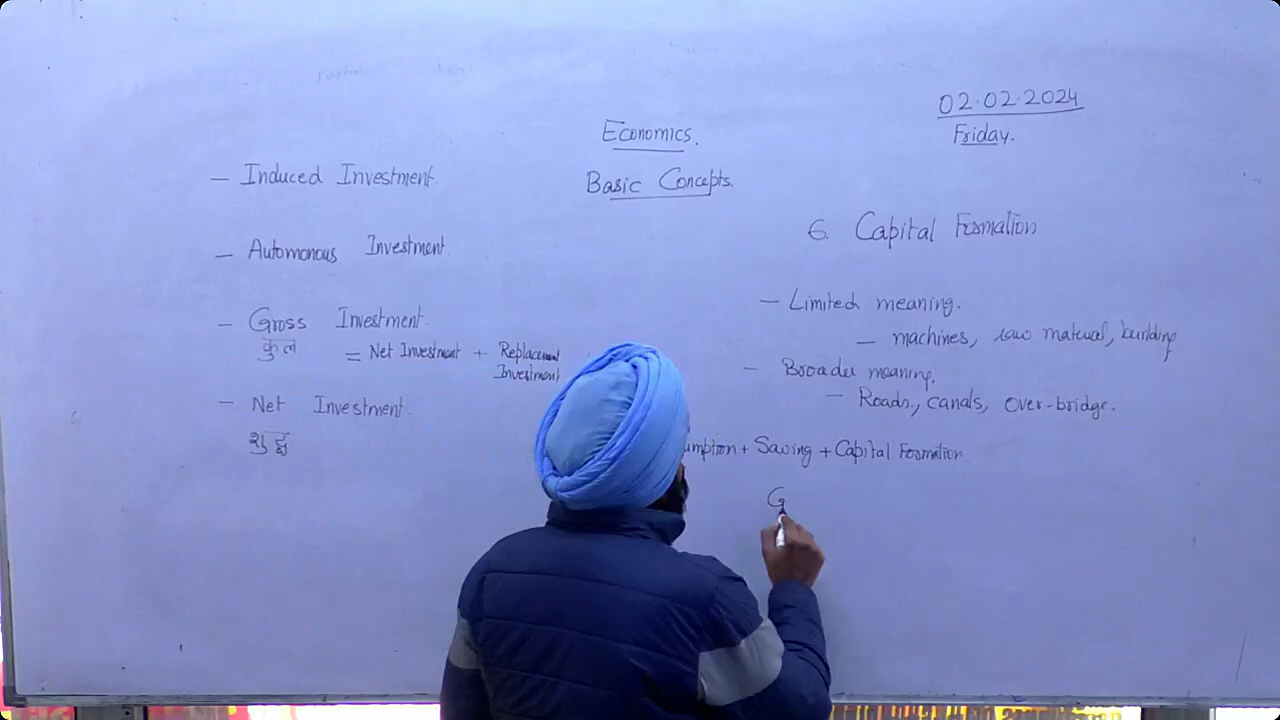 02.02.2024
Friday.
Economics.
Basic Concepts.
— Induced Investment
— Automonous Investment.
— Gross Investment.
कुल
= Net Investment + Replacement
Investment
— Net Investment
शुद्ध
6. Capital Formation
— Limited meaning.
— machines, raw material, building
— Broader meaning.
— Roads, canals, over-bridge.
umption + Saving + Capital Formation
G